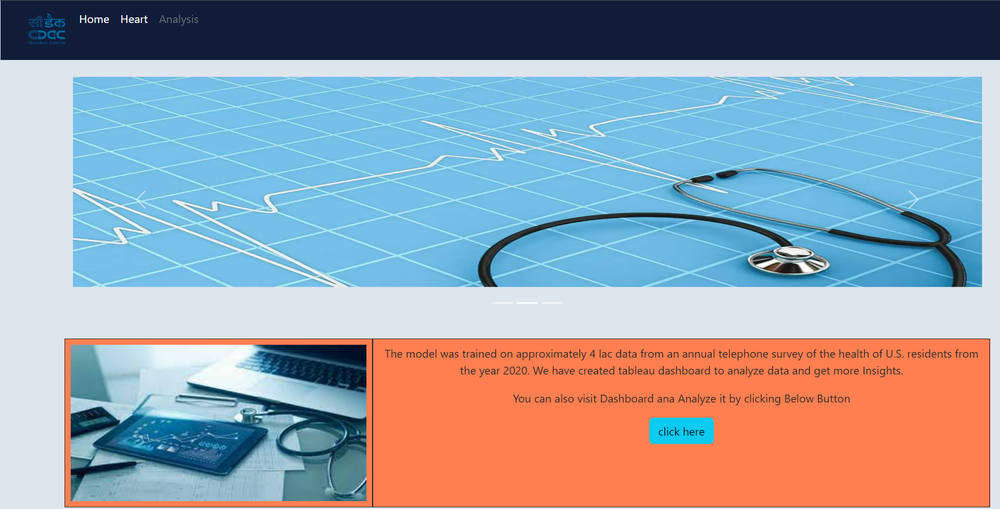 सी डैक
CDAC
Mumbai Centre
Home Heart Analysis
The model was trained on approximately 4 lac data from an annual telephone survey of the health of U.S. residents from
the year 2020. We have created tableau dashboard to analyze data and get more Insights.
You can also visit Dashboard ana Analyze it by clicking Below Button
click here